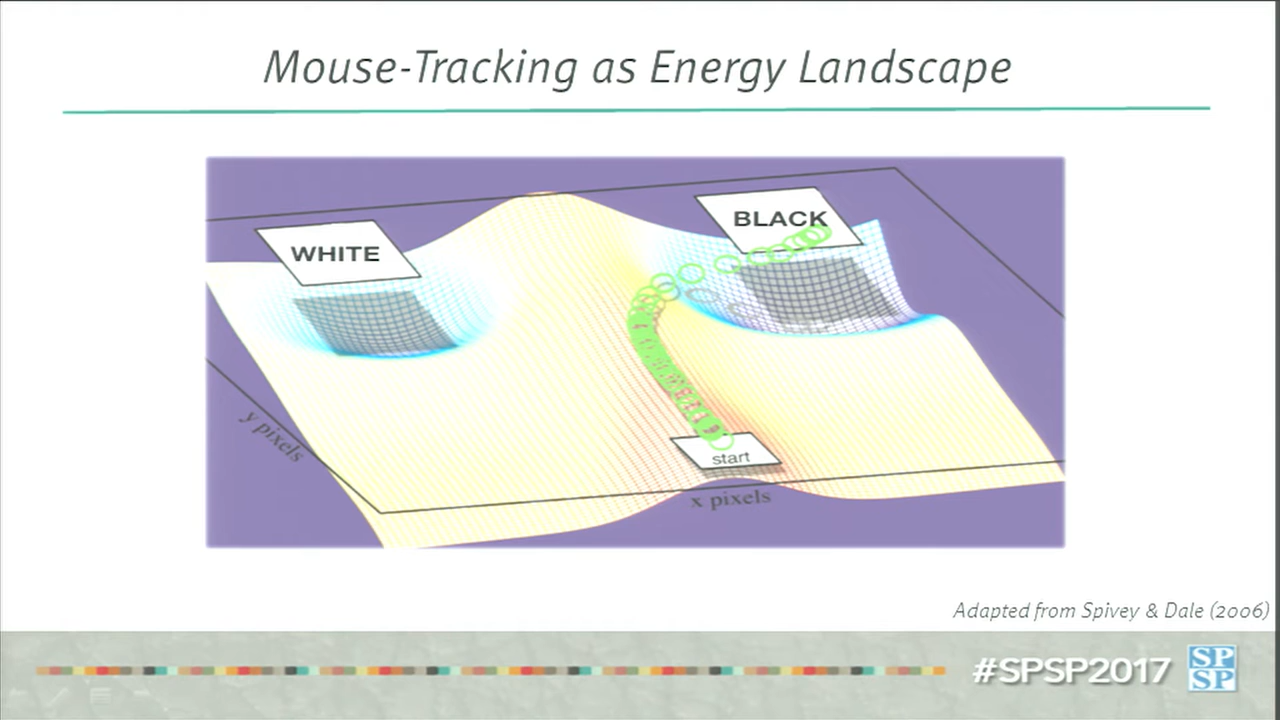 Mouse-Tracking as Energy Landscape
WHITE
BLACK
start
y pixels
x pixels
Adapted from Spivey & Dale (2006)
#SPSP2017
SP
SP